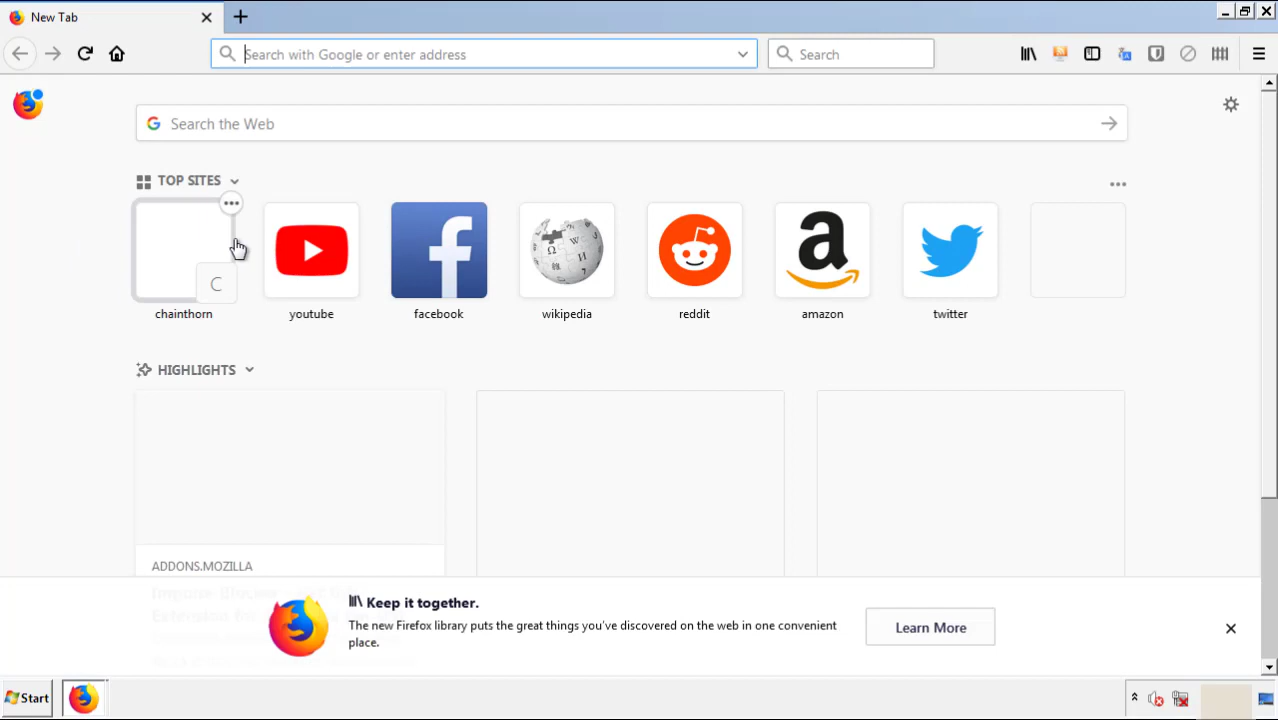 New Tab
Search with Google or enter address
Search
Search the Web
TOP SITES
C
chainthorn
youtube
facebook
wikipedia
reddit
amazon
twitter
HIGHLIGHTS
ADDONS.MOZILLA
Keep it together.
The new Firefox library puts the great things you've discovered on the web in one convenient
place.
Learn More
Start